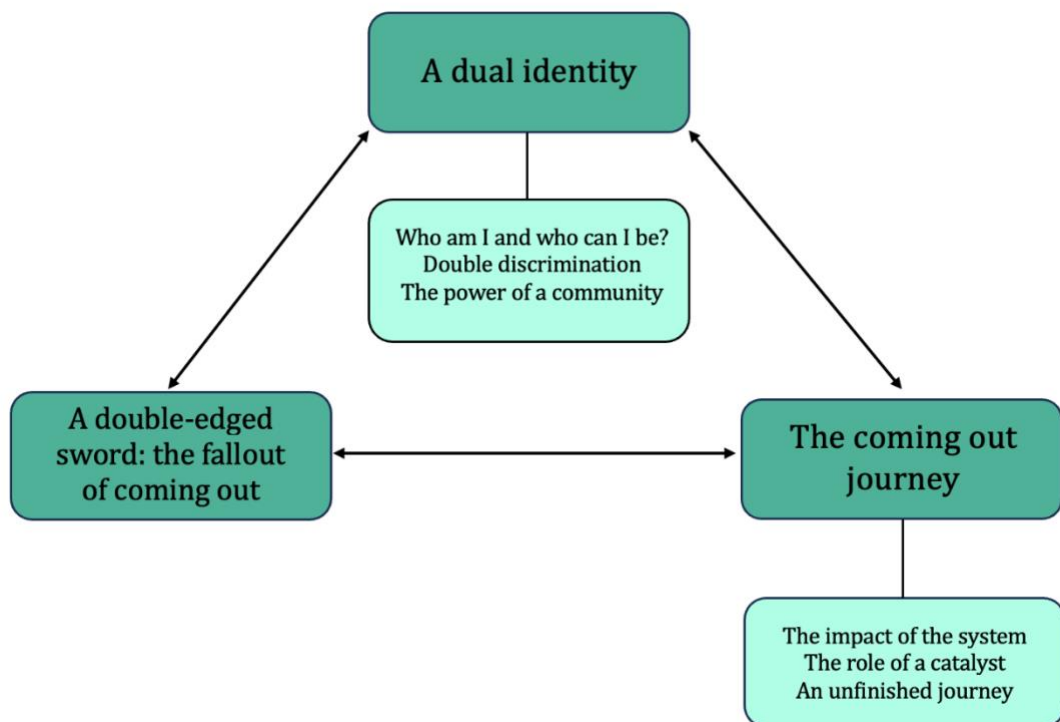 A dual identity
Who am I and who can I be?
Double discrimination
The power of a community
A double-edged
sword: the fallout
of coming out
The coming out
journey
The impact of the system
The role of a catalyst
An unfinished journey